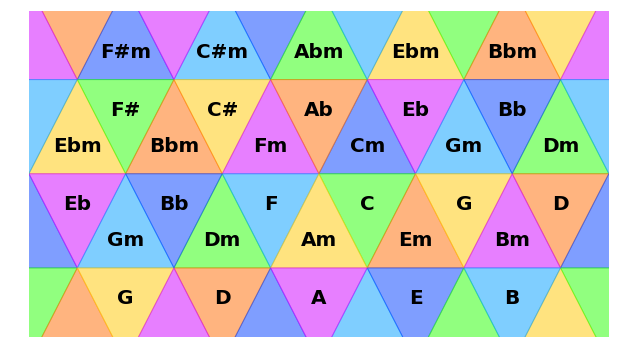 F#m C#m Abm Ebm Bbm
F# C# Ab Eb Bb
Ebm Bbm Fm Cm Gm Dm
Eb Bb F C G D
Gm Dm Am Em Bm
G D A E B